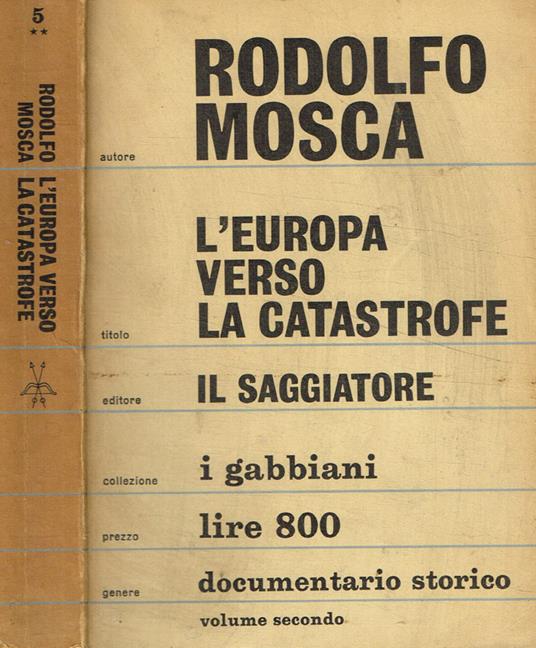 5
**
RODOLFO
MOSCA
L'EUROPA VERSO
LA CATASTROFE
autore
RODOLFO
MOSCA
titolo
L'EUROPA
VERSO
LA CATASTROFE
editore
IL SAGGIATORE
collezione
i gabbiani
prezzo
lire 800
genere
documentario storico
volume secondo